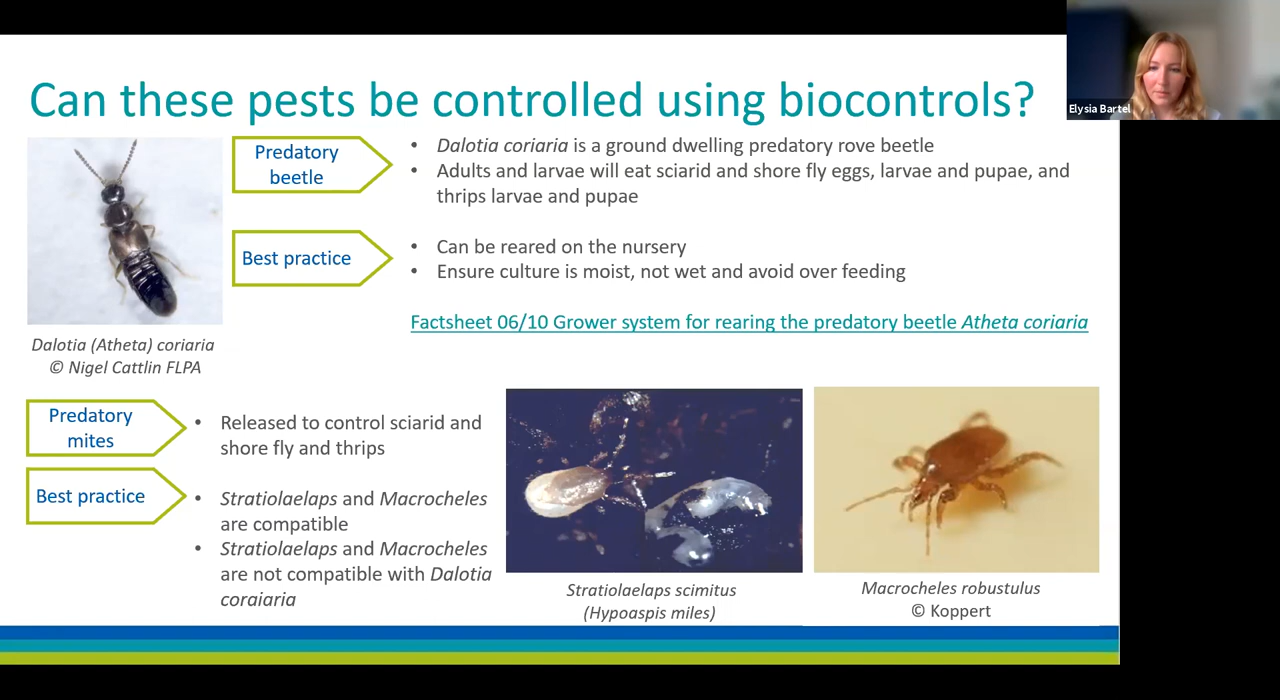 Can these pests be controlled using biocontrols?
Elysia Bartel
Predatory
beetle
• Dalotia coriaria is a ground dwelling predatory rove beetle
• Adults and larvae will eat sciarid and shore fly eggs, larvae and pupae, and
thrips larvae and pupae
Best practice
• Can be reared on the nursery
• Ensure culture is moist, not wet and avoid over feeding
Factsheet 06/10 Grower system for rearing the predatory beetle Atheta coriaria
Dalotia (Atheta) coriaria
© Nigel Cattlin FLPA
Predatory
mites
• Released to control sciarid and
shore fly and thrips
Best practice
• Stratiolaelaps and Macrocheles
are compatible
• Stratiolaelaps and Macrocheles
are not compatible with Dalotia
coraiaria
Stratiolaelaps scimitus
(Hypoaspis miles)
Macrocheles robustulus
© Koppert